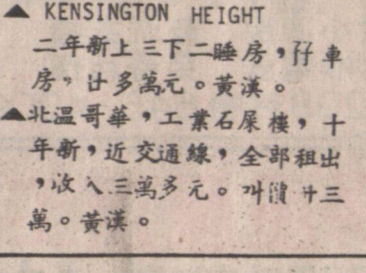 ▲ KENSINGTON HEIGHT
二年新上三下二睡房，孖車
房，多萬元。黃漢。
▲北溫哥華，工業石屎樓，十
年新，近交通線，全部租出
，收入三萬多元。叫價廿三
萬。黃漢。